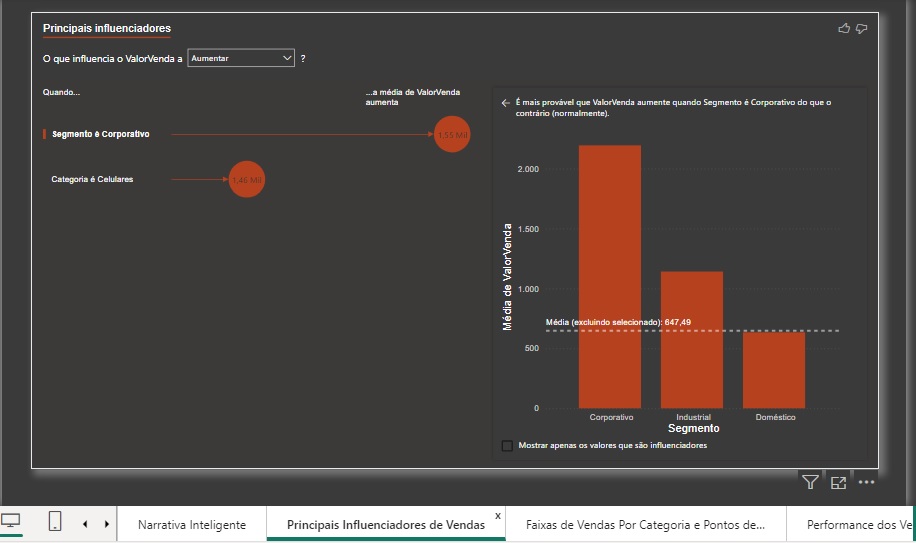 Principais influenciadores
O que influencia o ValorVenda a Aumentar ?
Quando...
...a média de ValorVenda
aumenta
Segmento é Corporativo
1,55 Mil
Categoria é Celulares
1,46 Mil
É mais provável que ValorVenda aumente quando Segmento é Corporativo do que o
contrário (normalmente).
Média de ValorVenda
2.000
1.500
1.000
500
0
Média (excluindo selecionado): 647,49
Corporativo
Industrial
Doméstico
Segmento
Mostrar apenas os valores que são influenciadores
Narrativa Inteligente
Principais Influenciadores de Vendas
x
Faixas de Vendas Por Categoria e Pontos de...
Performance dos Ve